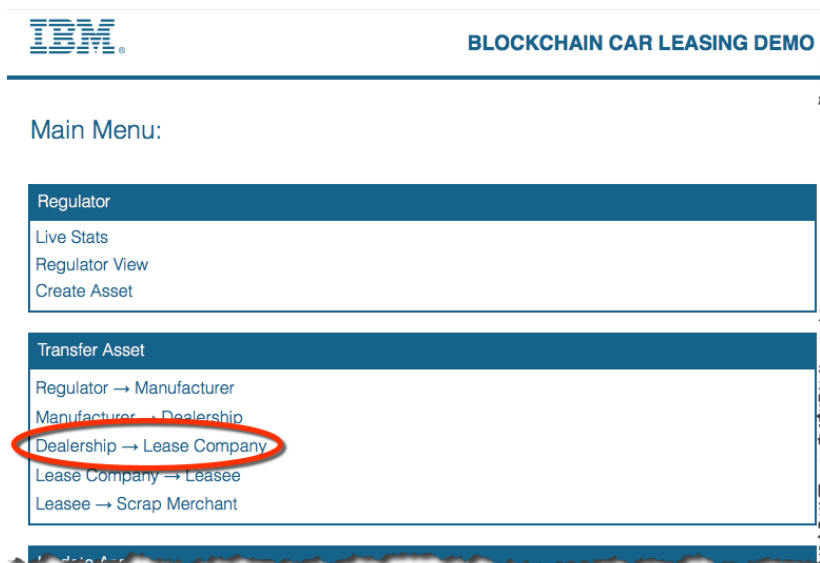 IBM®
BLOCKCHAIN CAR LEASING DEMO
Main Menu:
Regulator
Live Stats
Regulator View
Create Asset
Transfer Asset
Regulator → Manufacturer
Manufacturer → Dealership
Dealership → Lease Company
Lease Company → Leasee
Leasee → Scrap Merchant